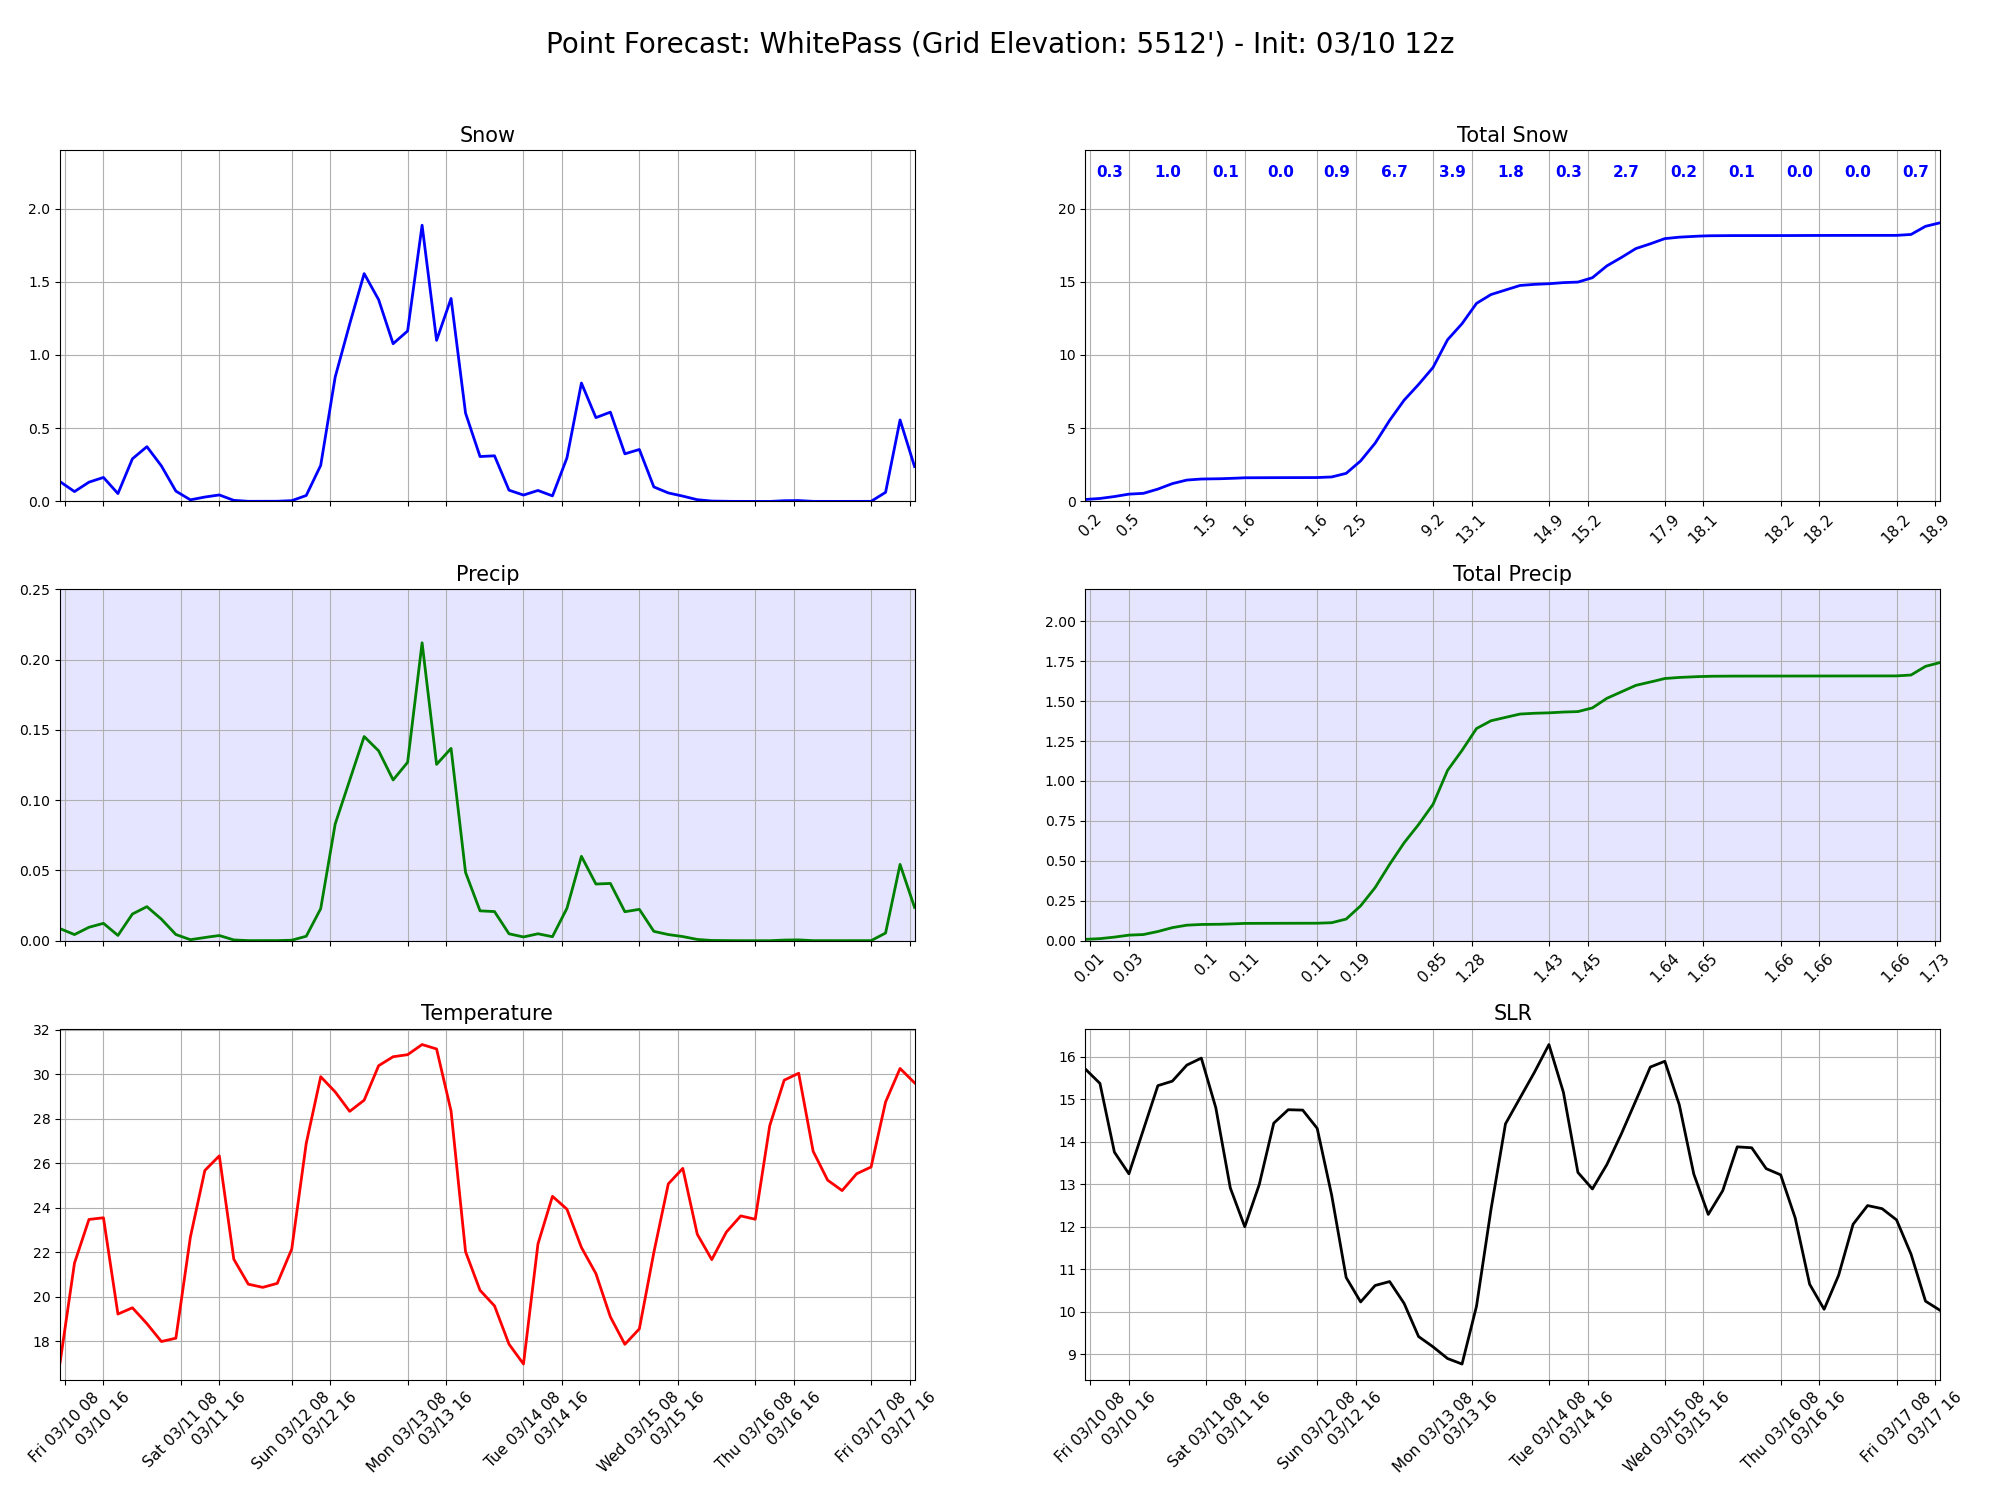 Point Forecast: WhitePass (Grid Elevation: 5512') - Init: 03/10 12z
Snow
2.0
1.5
1.0
0.5
0.0
Total Snow
0.3 1.0 0.1 0.0 0.9 6.7 3.9 1.8 0.3 2.7 0.2 0.1 0.0 0.0 0.7
20
15
10
5
0
0.2 0.5 1.5 1.6 1.6 2.5 9.2 13.1 14.9 15.2 17.9 18.1 18.2 18.2 18.2 18.9
Precip
0.25
0.20
0.15
0.10
0.05
0.00
Total Precip
2.00
1.75
1.50
1.25
1.00
0.75
0.50
0.25
0.00
0.01 0.03 0.1 0.11 0.11 0.19 0.85 1.28 1.43 1.45 1.64 1.65 1.66 1.66 1.66 1.73
Temperature
32
30
28
26
24
22
20
18
Fri 03/10 08
03/10 16
Sat 03/11 08
03/11 16
Sun 03/12 08
03/12 16
Mon 03/13 08
03/13 16
Tue 03/14 08
03/14 16
Wed 03/15 08
03/15 16
Thu 03/16 08
03/16 16
Fri 03/17 08
03/17 16
SLR
16
15
14
13
12
11
10
9
Fri 03/10 08
03/10 16
Sat 03/11 08
03/11 16
Sun 03/12 08
03/12 16
Mon 03/13 08
03/13 16
Tue 03/14 08
03/14 16
Wed 03/15 08
03/15 16
Thu 03/16 08
03/16 16
Fri 03/17 08
03/17 16